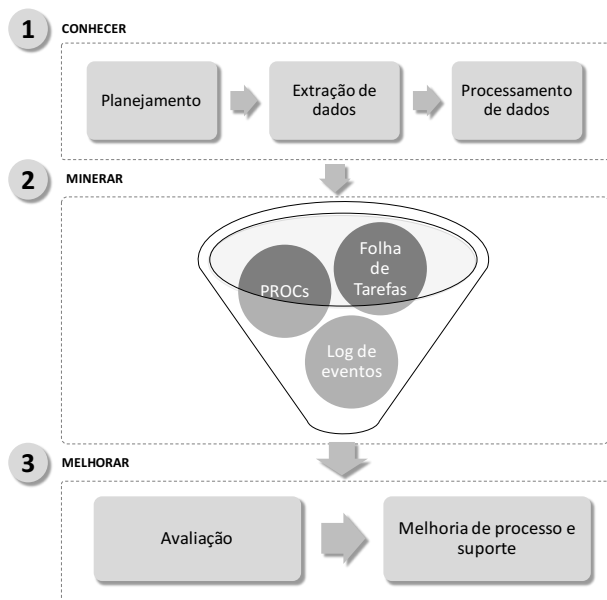 1
CONHECER
Planejamento
Extração de
dados
Processamento
de dados
2
MINERAR
PROCs
Folha
de
Tarefas
Log de
eventos
3
MELHORAR
Avaliação
Melhoria de processo e
suporte